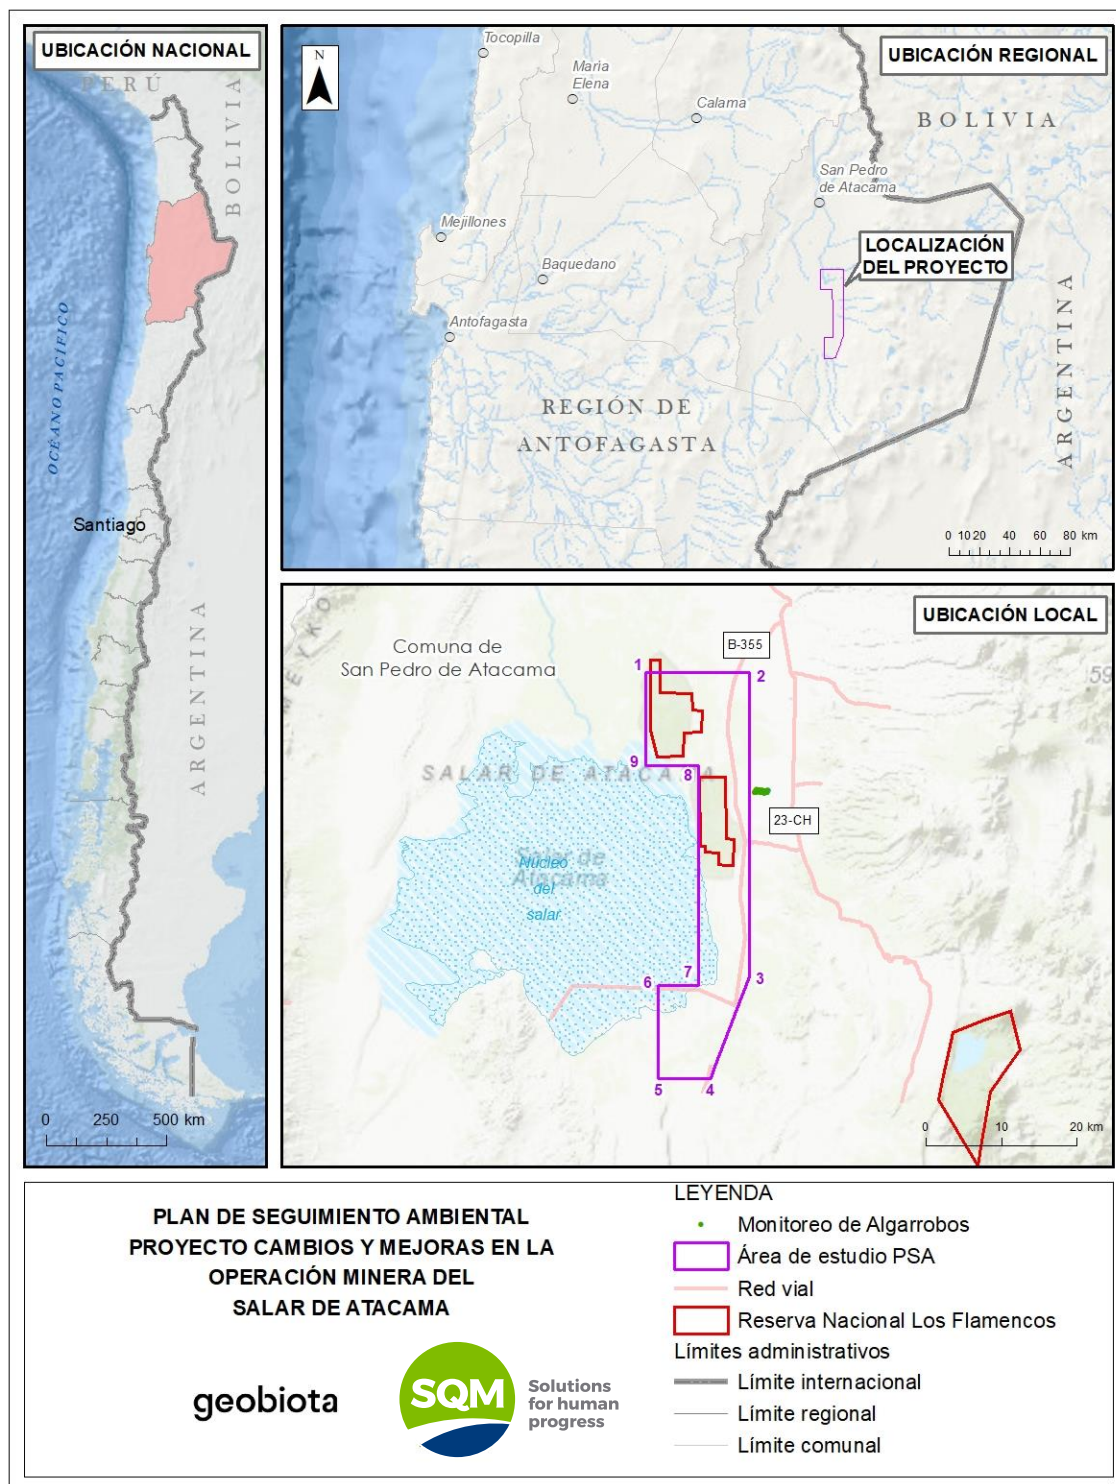 UBICACIÓN NACIONAL
PERÚ
BOLIVIA
OCÉANO PACÍFICO
Santiago
ARGENTINA
0 250 500 km
UBICACIÓN REGIONAL
N
Tocopilla
María
Elena
Calama
BOLIVIA
San Pedro
de Atacama
Mejillones
LOCALIZACIÓN
DEL PROYECTO
Baquedano
Antofagasta
ARGENTINA
REGIÓN DE
ANTOFAGASTA
0 10 20 40 60 80 km
UBICACIÓN LOCAL
Comuna de
San Pedro de Atacama
B-355
1
2
59
9
8
SALAR DE ATACAMA
23-CH
Salar de
Atacama
Núcleo
del
salar
7
6
3
5
4
0 10 20 km
PLAN DE SEGUIMIENTO AMBIENTAL
PROYECTO CAMBIOS Y MEJORAS EN LA
OPERACIÓN MINERA DEL
SALAR DE ATACAMA
geobiota
SQM
Solutions
for human
progress
LEYENDA
Monitoreo de Algarrobos
Área de estudio PSA
Red vial
Reserva Nacional Los Flamencos
Límites administrativos
Límite internacional
Límite regional
Límite comunal